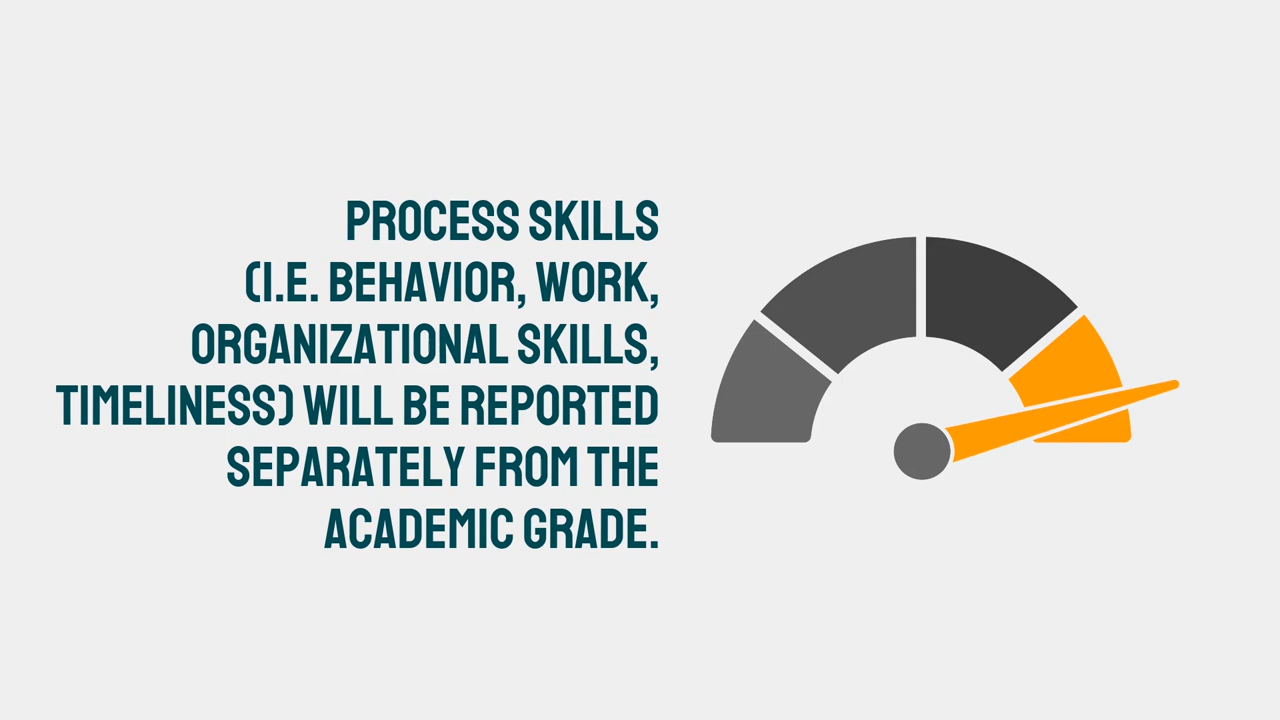 PROCESS SKILLS
(I.E. BEHAVIOR, WORK,
ORGANIZATIONAL SKILLS,
TIMELINESS) WILL BE REPORTED
SEPARATELY FROM THE
ACADEMIC GRADE.